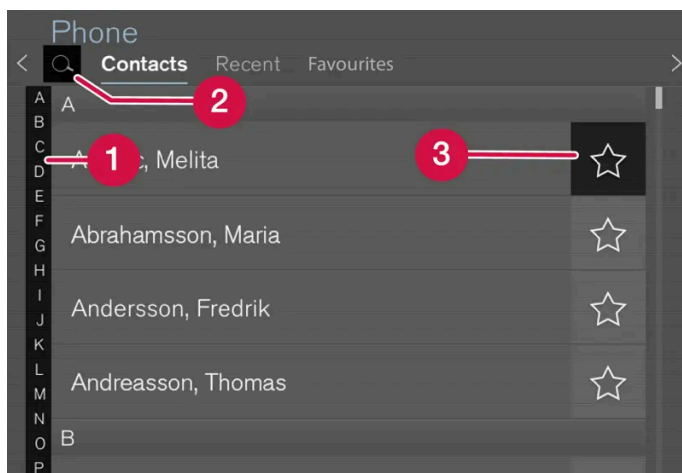 Phone
Contacts Recent Favourites
A
B
C
D
E
F
G
H
I
J
K
L
M
N
O
P
A
2
1
, Melita
3
Abrahamsson, Maria
Andersson, Fredrik
Andreasson, Thomas
B